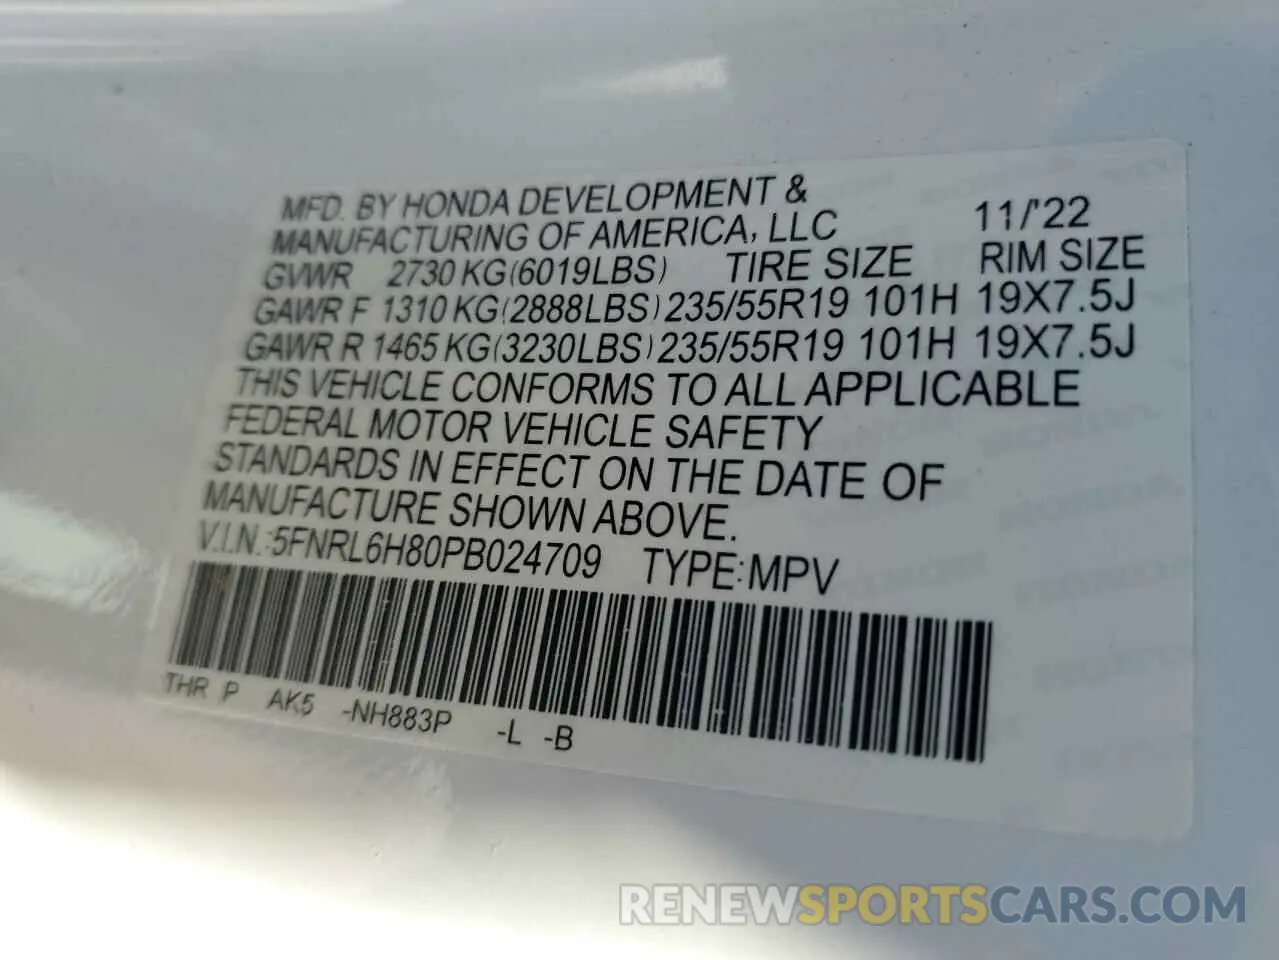 MFD. BY HONDA DEVELOPMENT &
MANUFACTURING OF AMERICA, LLC 11/'22
GVWR 2730 KG(6019LBS) TIRE SIZE RIM SIZE
GAWR F 1310 KG(2888LBS) 235/55R19 101H 19X7.5J
GAWR R 1465 KG(3230LBS) 235/55R19 101H 19X7.5J
THIS VEHICLE CONFORMS TO ALL APPLICABLE
FEDERAL MOTOR VEHICLE SAFETY
STANDARDS IN EFFECT ON THE DATE OF
MANUFACTURE SHOWN ABOVE.
V.I.N.:5FNRL6H80PB024709 TYPE:MPV
THR P AK5 -NH883P -L -B
RENEWSPORTSCARS.COM